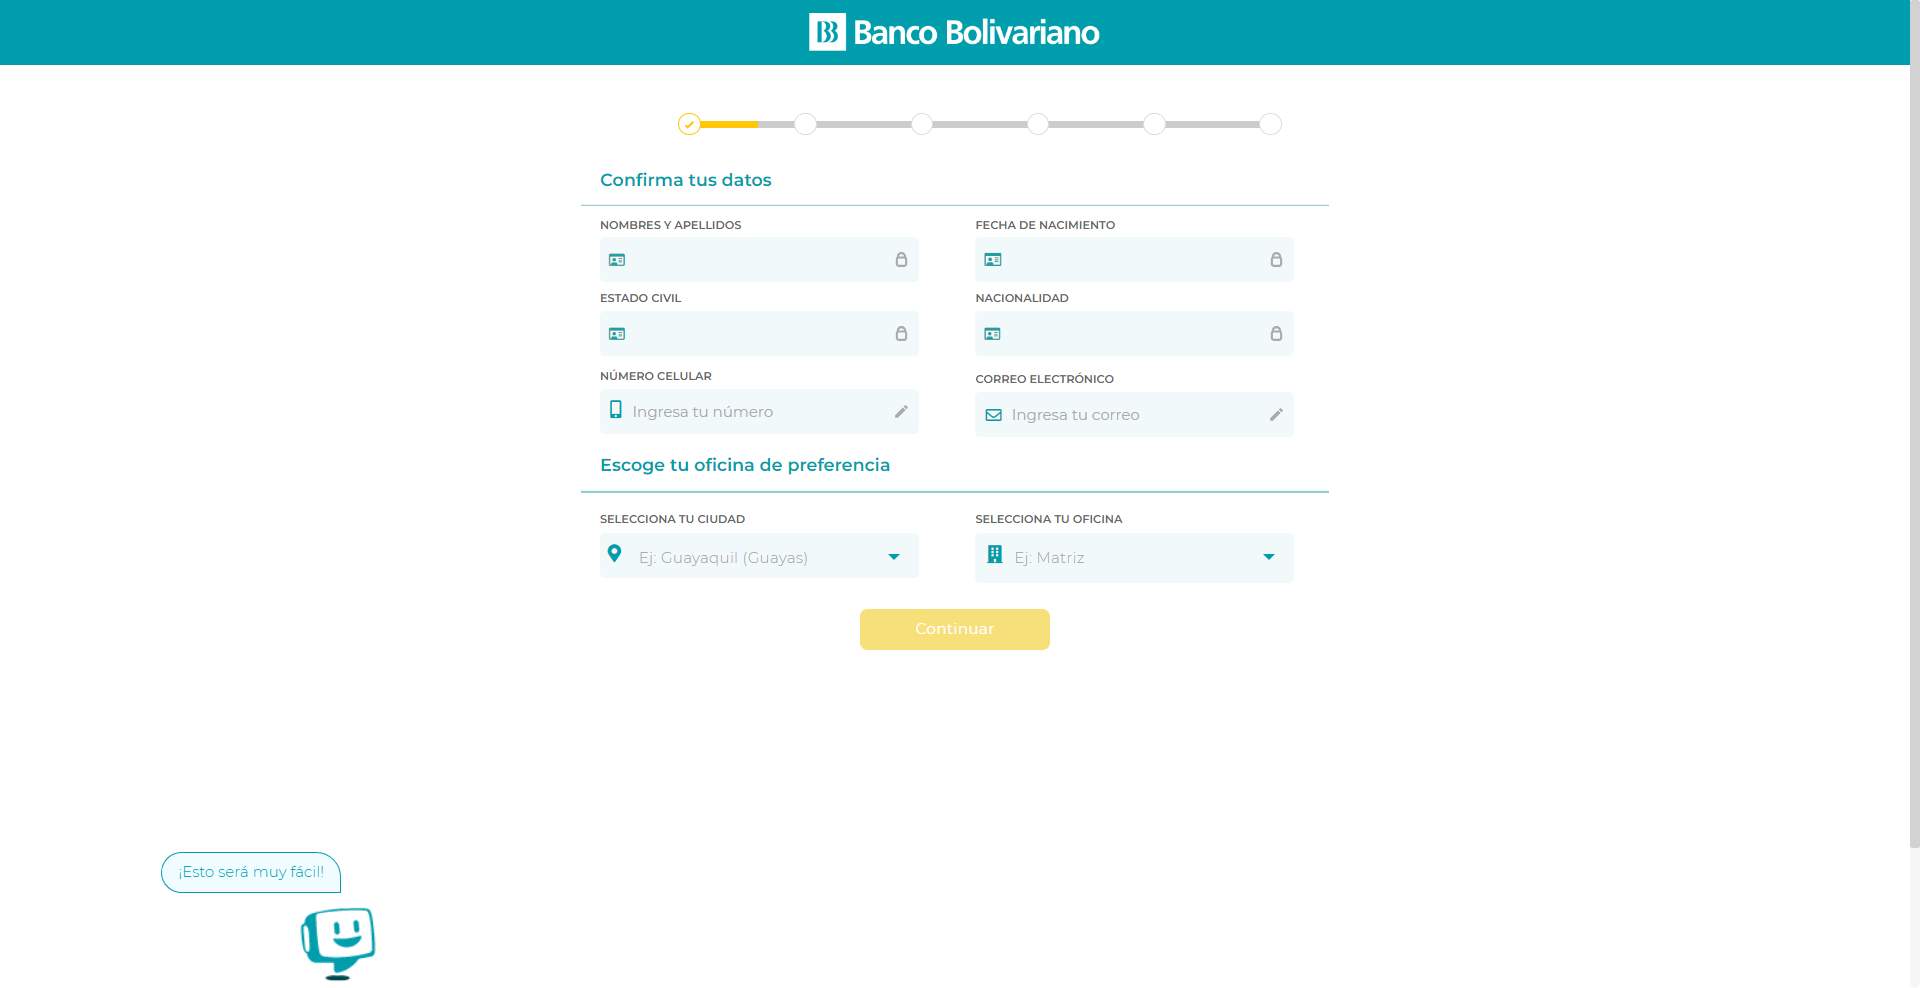 Banco Bolivariano
Confirma tus datos
NOMBRES Y APELLIDOS
FECHA DE NACIMIENTO
ESTADO CIVIL
NACIONALIDAD
NÚMERO CELULAR
CORREO ELECTRÓNICO
Ingresa tu número
Ingresa tu correo
Escoge tu oficina de preferencia
SELECCIONA TU CIUDAD
SELECCIONA TU OFICINA
Ej: Guayaquil (Guayas)
Ej: Matriz
Continuar
¡Esto será muy fácil!